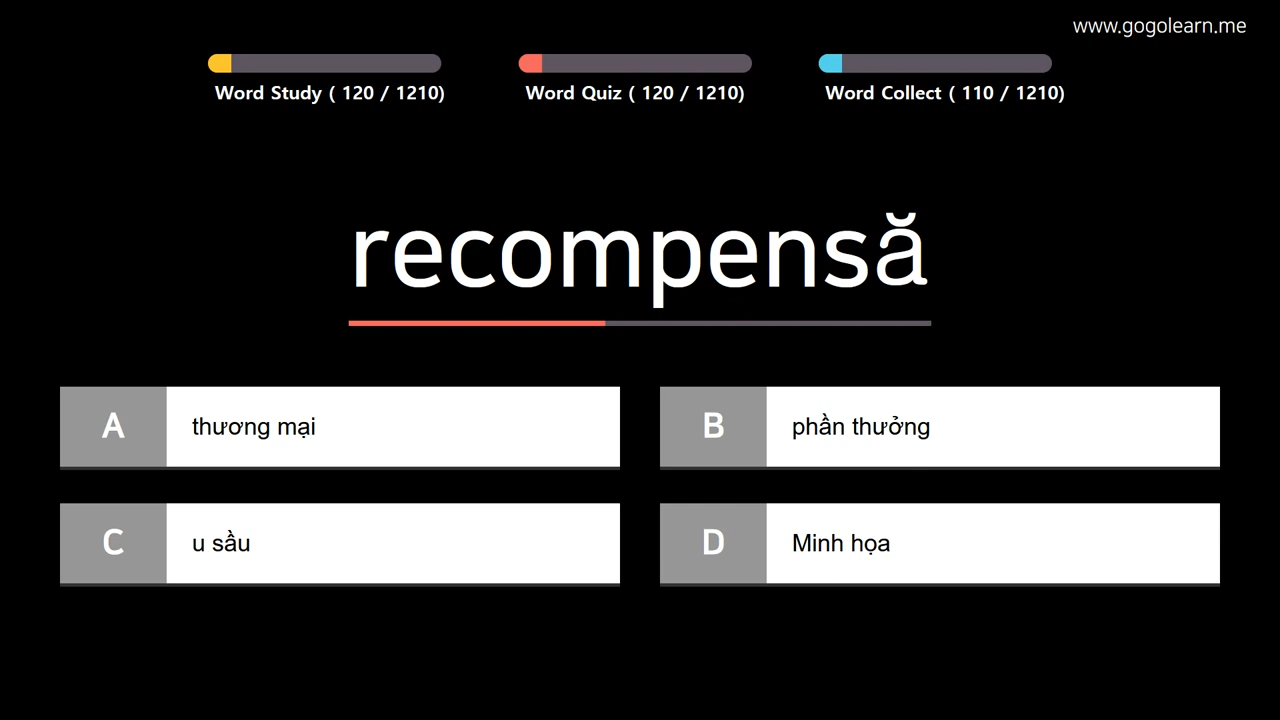 www.gogolearn.me
Word Study ( 120 / 1210)
Word Quiz ( 120 / 1210)
Word Collect ( 110 / 1210)
recompensă
A thương mại
B phần thưởng
C u sầu
D Minh họa